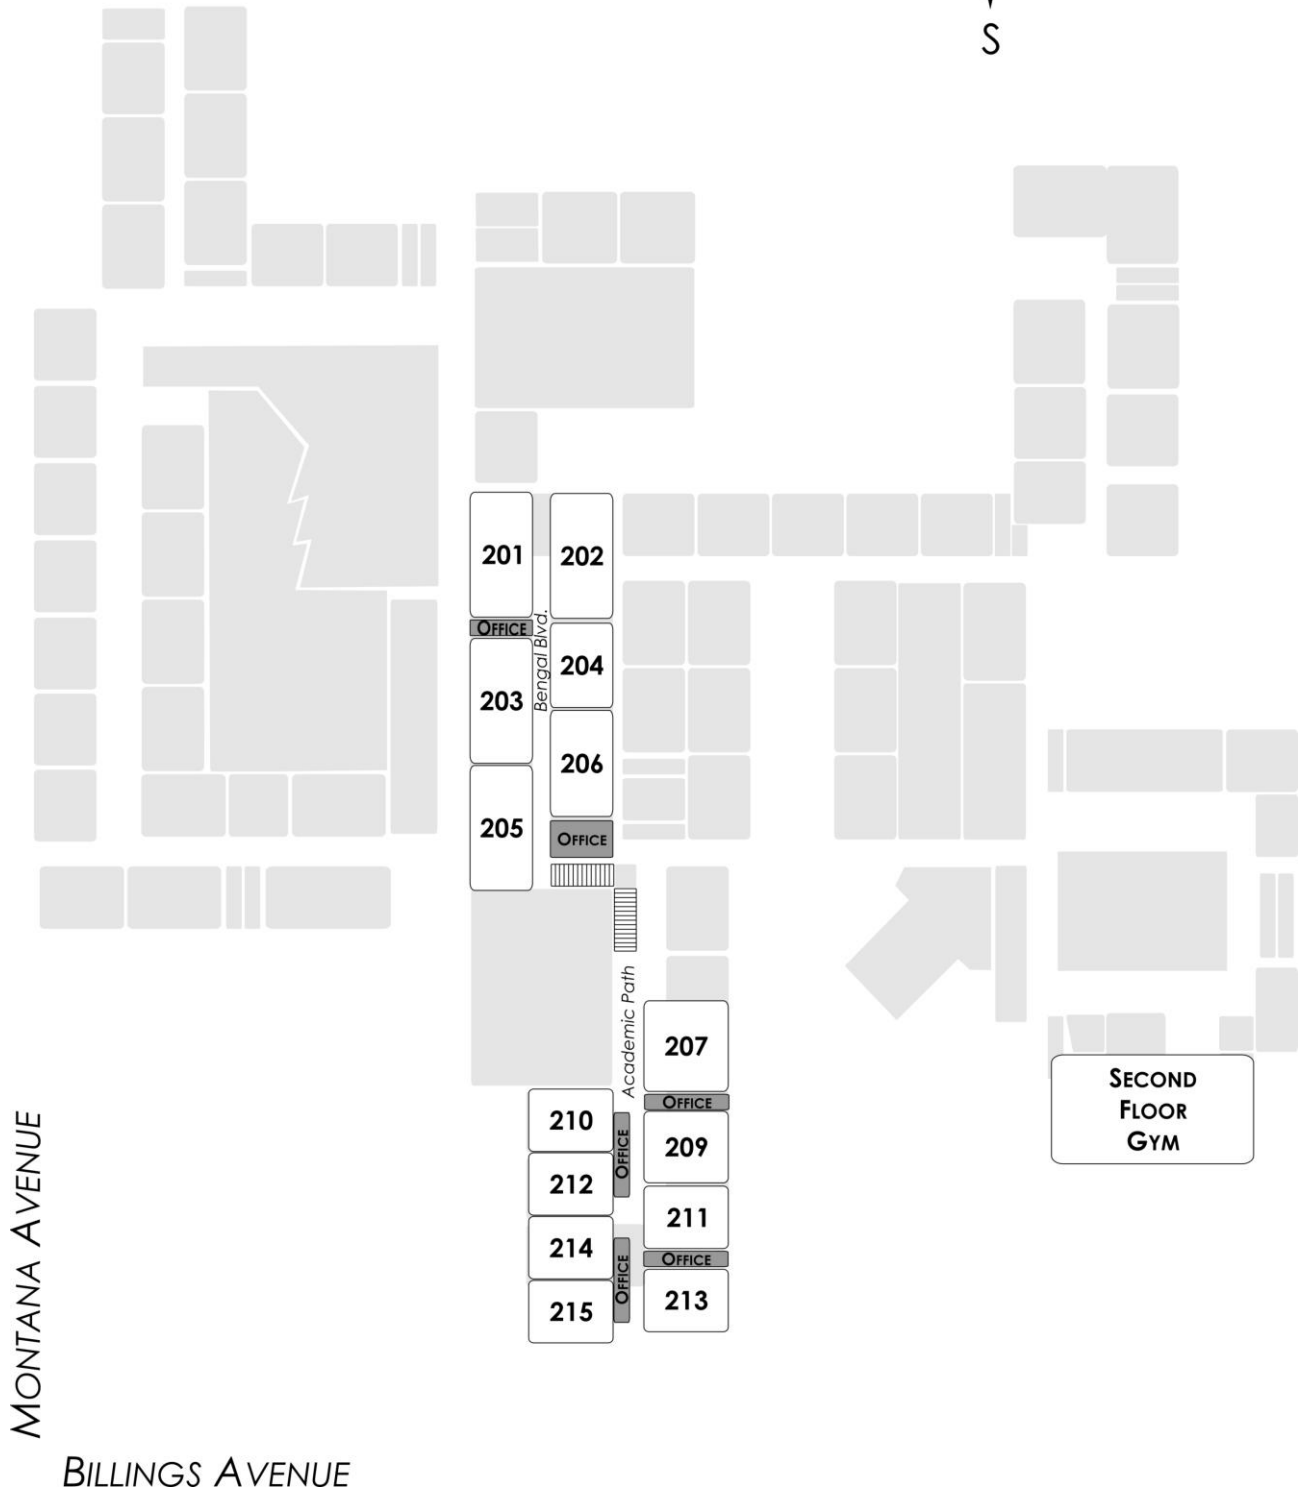 S
201
202
OFFICE
Bengal Blvd.
204
203
206
205
OFFICE
Academic Path
207
OFFICE
210
OFFICE
209
212
211
214
OFFICE
OFFICE
213
215
SECOND
FLOOR
GYM
MONTANA AVENUE
BILLINGS AVENUE